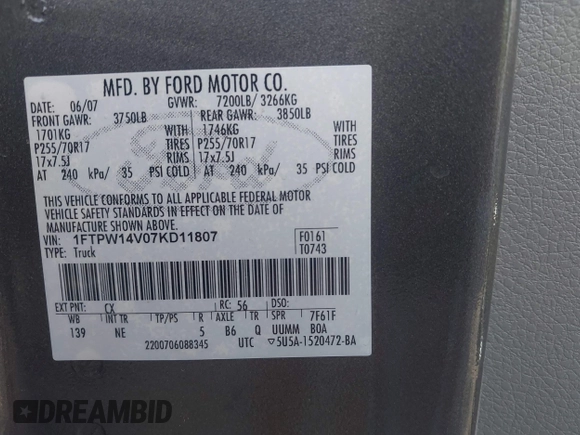 MFD. BY FORD MOTOR CO.
DATE: 06/07 GVWR: 7200LB/ 3266KG
FRONT GAWR: 3750LB REAR GAWR: 3850LB
1701KG WITH 1746KG WITH
P255/70R17 TIRES P255/70R17 TIRES
17x7.5J RIMS 17x7.5J RIMS
AT 240 kPa/ 35 PSI COLD AT 240 kPa/ 35 PSI COLD
THIS VEHICLE CONFORMS TO ALL APPLICABLE FEDERAL MOTOR
VEHICLE SAFETY STANDARDS IN EFFECT ON THE DATE OF
MANUFACTURE SHOWN ABOVE.
VIN: 1FTPW14V07KD11807 F0161
TYPE: Truck T0743
EXT PNT: CX RC: 56 DSO:
WB INT TR TP/PS R AXLE TR SPR 7F61F
139 NE 5 B6 Q UUMM BOA
2200706088345 UTC ▽5U5A-1520472-BA
Ford
DREAMBID